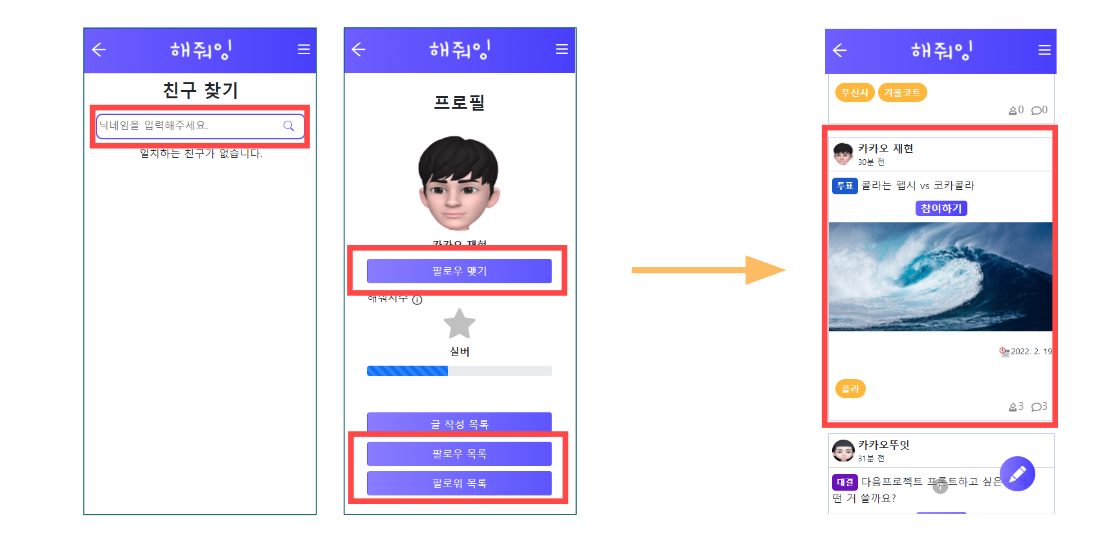 해줘잉
친구 찾기
닉네임을 입력해주세요.
일치하는 친구가 없습니다.
해줘잉
프로필
카카오 재현
팔로우 맺기
해줘지수
실버
글 작성 목록
팔로우 목록
팔로워 목록
해줘잉
무신사 겨울코트
0 0
카카오 재현
30분 전
투표 콜라는 펩시 vs 코카콜라
참여하기
2022. 2. 19
콜라
3 3
카카오뚜잇
31분 전
대결 다음프로젝트 프론트하고 싶은
떤 거 쓸까요?